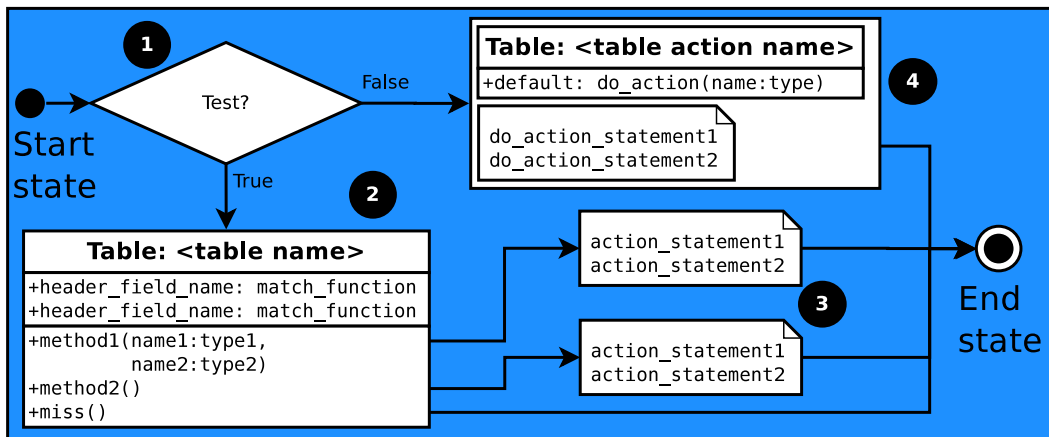 1
Test?
False
True
Start
state
Table: <table action name>
+default: do_action(name:type)
do_action_statement1
do_action_statement2
4
2
Table: <table name>
+header_field_name: match_function
+header_field_name: match_function
+method1(name1:type1,
name2:type2)
+method2()
+miss()
action_statement1
action_statement2
3
action_statement1
action_statement2
End
state